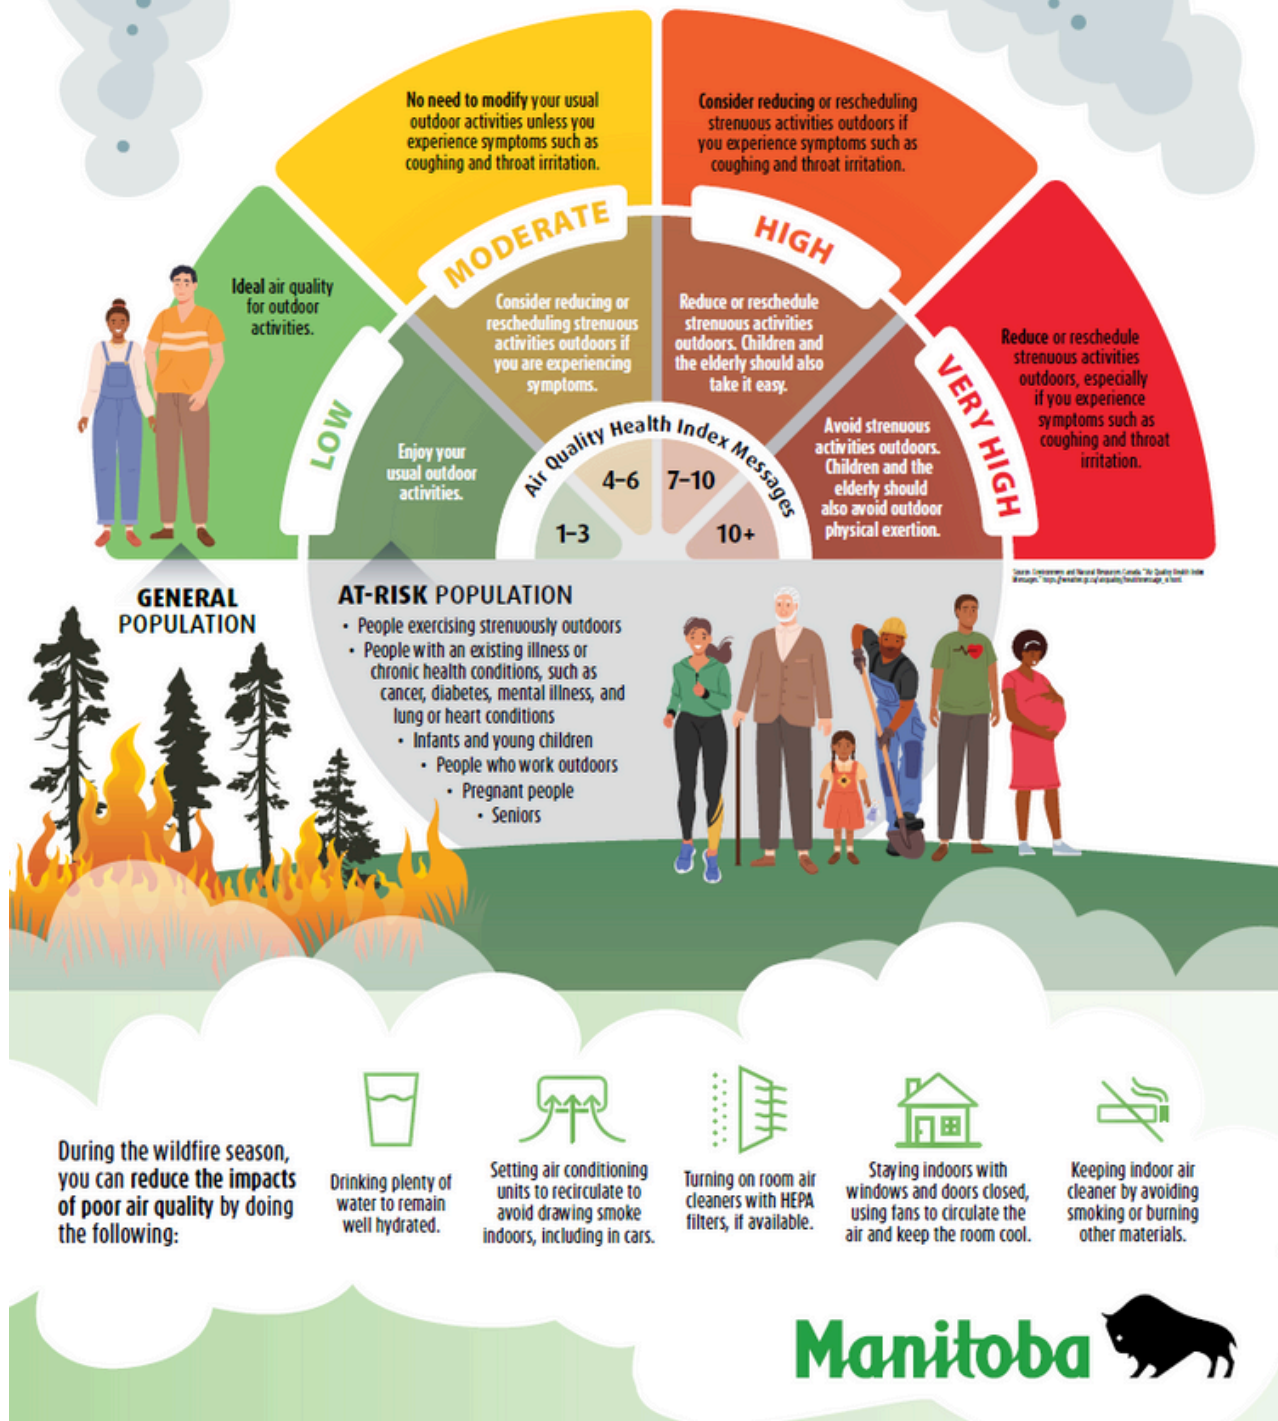 No need to modify your usual
outdoor activities unless you
experience symptoms such as
coughing and throat irritation.
Consider reducing or rescheduling
strenuous activities outdoors if
you experience symptoms such as
coughing and throat irritation.
MODERATE
HIGH
Ideal air quality
for outdoor
activities.
Consider reducing or
rescheduling strenuous
activities outdoors if
you are experiencing
symptoms.
Reduce or reschedule
strenuous activities
outdoors. Children and
the elderly should also
take it easy.
Reduce or reschedule
strenuous activities
outdoors, especially
if you experience
symptoms such as
coughing and throat
irritation.
LOW
VERY HIGH
Enjoy your
usual outdoor
activities.
Avoid strenuous
activities outdoors.
Children and the
elderly should
also avoid outdoor
physical exertion.
Air Quality Health Index Messages
1-3
4-6
7-10
10+
GENERAL
POPULATION
AT-RISK POPULATION
• People exercising strenuously outdoors
• People with an existing illness or
chronic health conditions, such as
cancer, diabetes, mental illness, and
lung or heart conditions
• Infants and young children
• People who work outdoors
• Pregnant people
• Seniors
Source: Environment and Natural Resources Canada "Air Quality Health Index
During the wildfire season,
you can reduce the impacts
of poor air quality by doing
the following:
Drinking plenty of
water to remain
well hydrated.
Setting air conditioning
units to recirculate to
avoid drawing smoke
indoors, including in cars.
Turning on room air
cleaners with HEPA
filters, if available.
Staying indoors with
windows and doors closed,
using fans to circulate the
air and keep the room cool.
Keeping indoor air
cleaner by avoiding
smoking or burning
other materials.
Manitoba